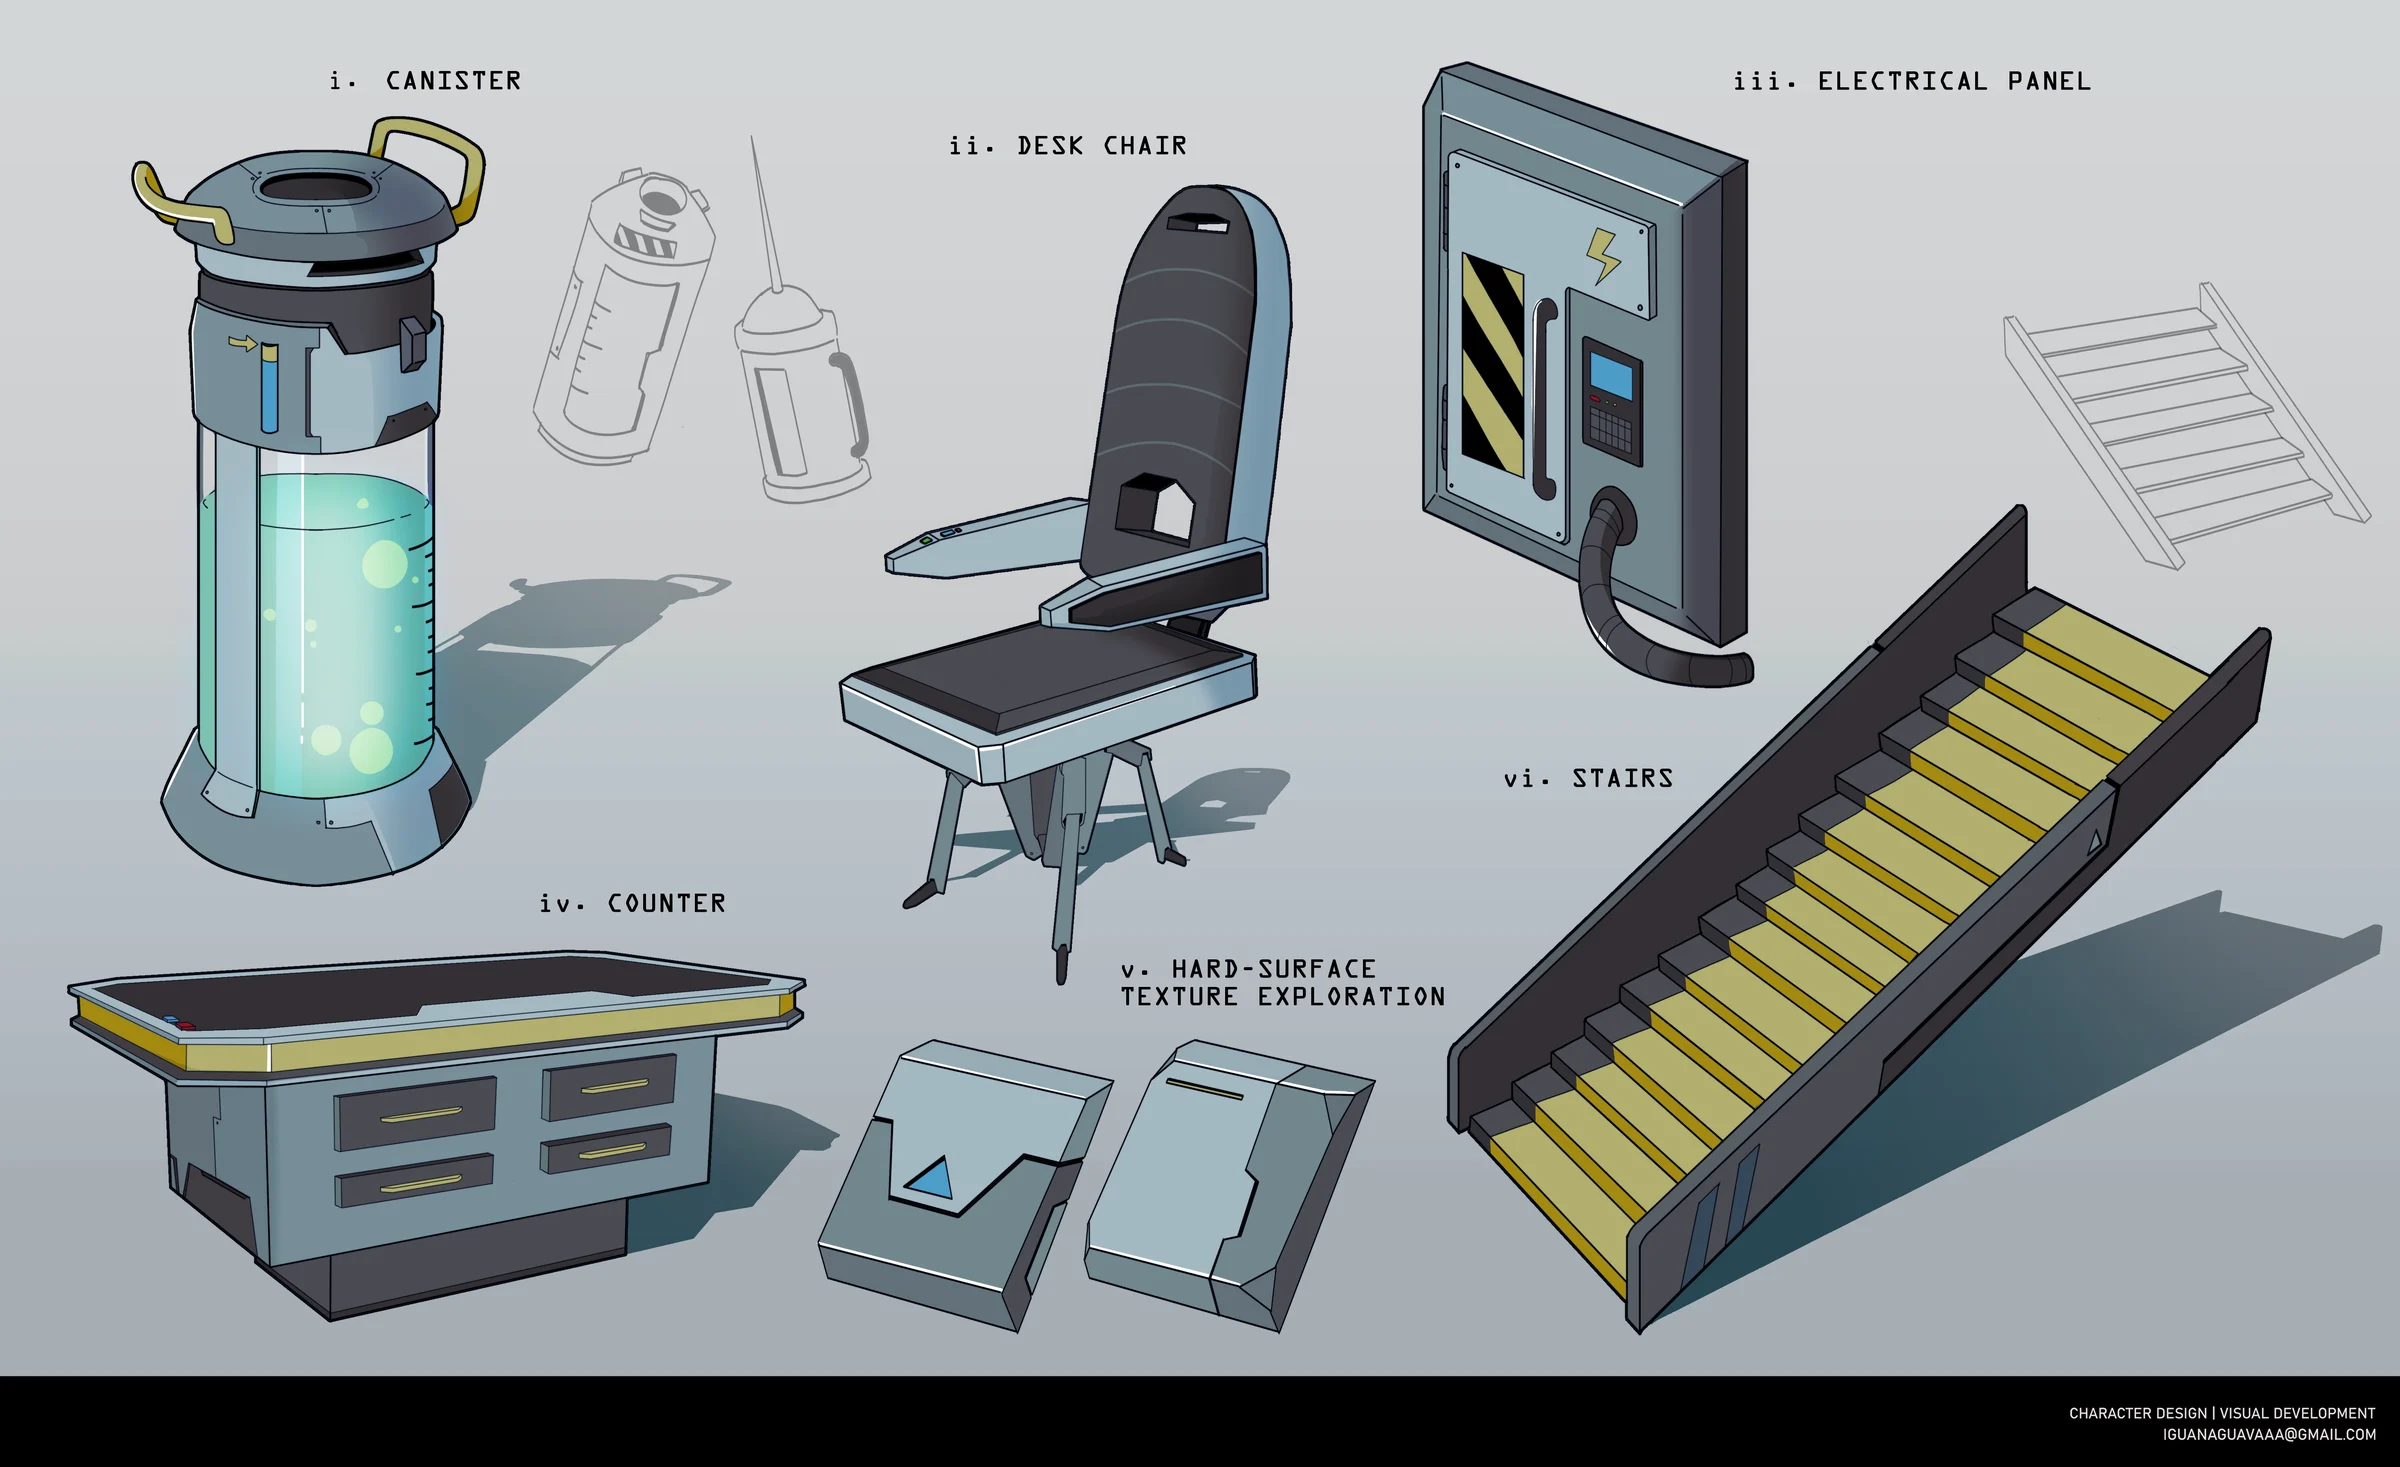 i. CANISTER
ii. DESK CHAIR
iii. ELECTRICAL PANEL
iv. COUNTER
v. HARD-SURFACE
TEXTURE EXPLORATION
vi. STAIRS
CHARACTER DESIGN | VISUAL DEVELOPMENT
IGUANAGUAVAAA@GMAIL.COM